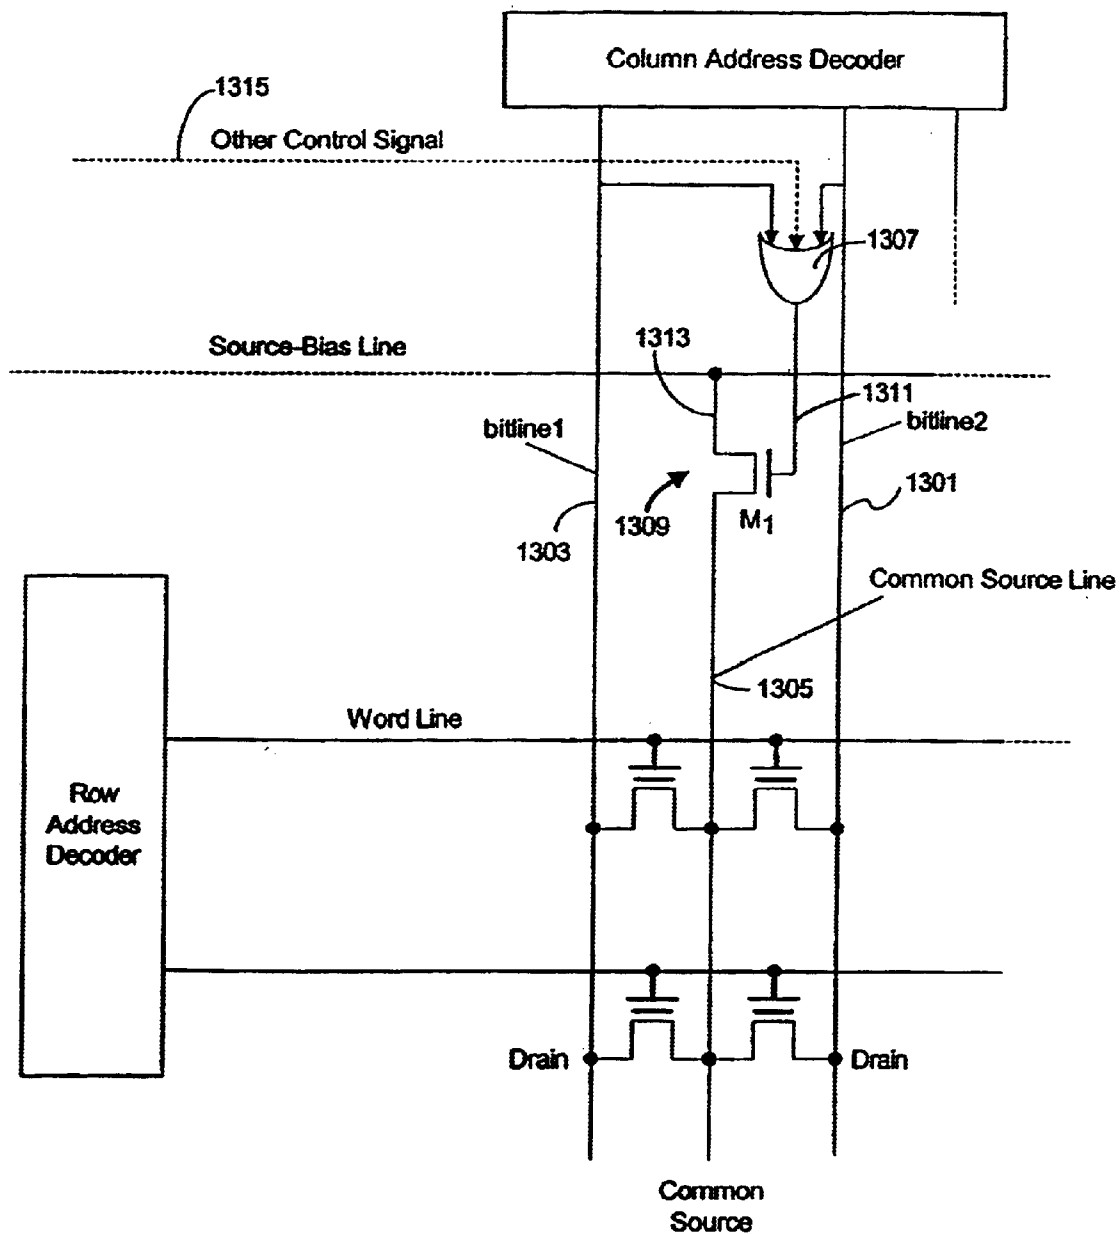 Column Address Decoder
1315
Other Control Signal
1307
Source-Bias Line
1313
1311
bitline1
bitline2
1301
1309
M1
1303
Common Source Line
1305
Word Line
Row
Address
Decoder
Drain
Drain
Common
Source